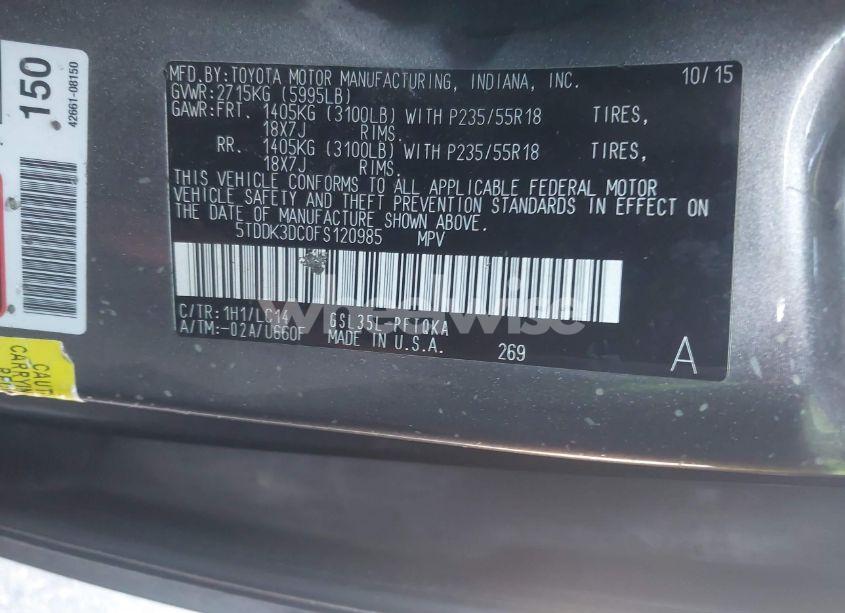 MFD.BY:TOYOTA MOTOR MANUFACTURING, INDIANA, INC. 10/15
GVWR:2715KG (5995LB)
GAWR:FRT. 1405KG (3100LB) WITH P235/55R18 TIRES,
18X7J RIMS.
RR. 1405KG (3100LB) WITH P235/55R18 TIRES,
18X7J RIMS.
THIS VEHICLE CONFORMS TO ALL APPLICABLE FEDERAL MOTOR
VEHICLE SAFETY AND THEFT PREVENTION STANDARDS IN EFFECT ON
THE DATE OF MANUFACTURE SHOWN ABOVE.
5TDDK3DC0FS120985 MPV
C/TR:1H1/LC14
A/TM:-02A/U660F MADE IN U.S.A. 269 A
150
42661-08150
wheelwise